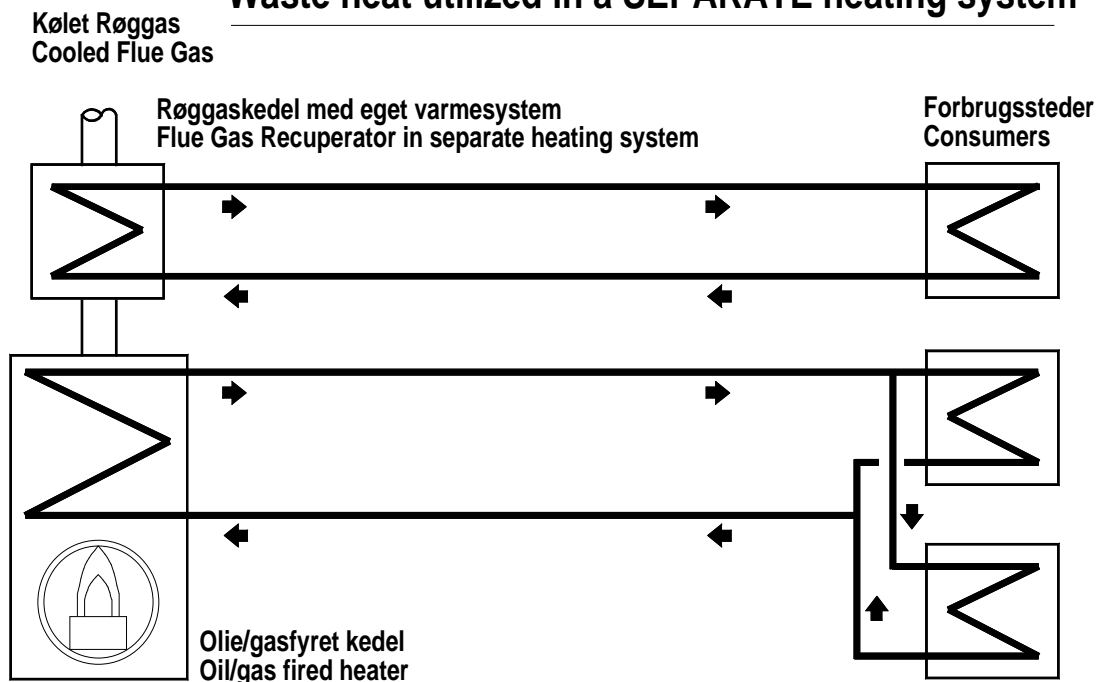 Waste heat utilized in a SEPARATE heating system
Kølet Røggas
Cooled Flue Gas
Røggaskedel med eget varmesystem
Flue Gas Recuperator in separate heating system
Forbrugssteder
Consumers
Olie/gasfyret kedel
Oil/gas fired heater